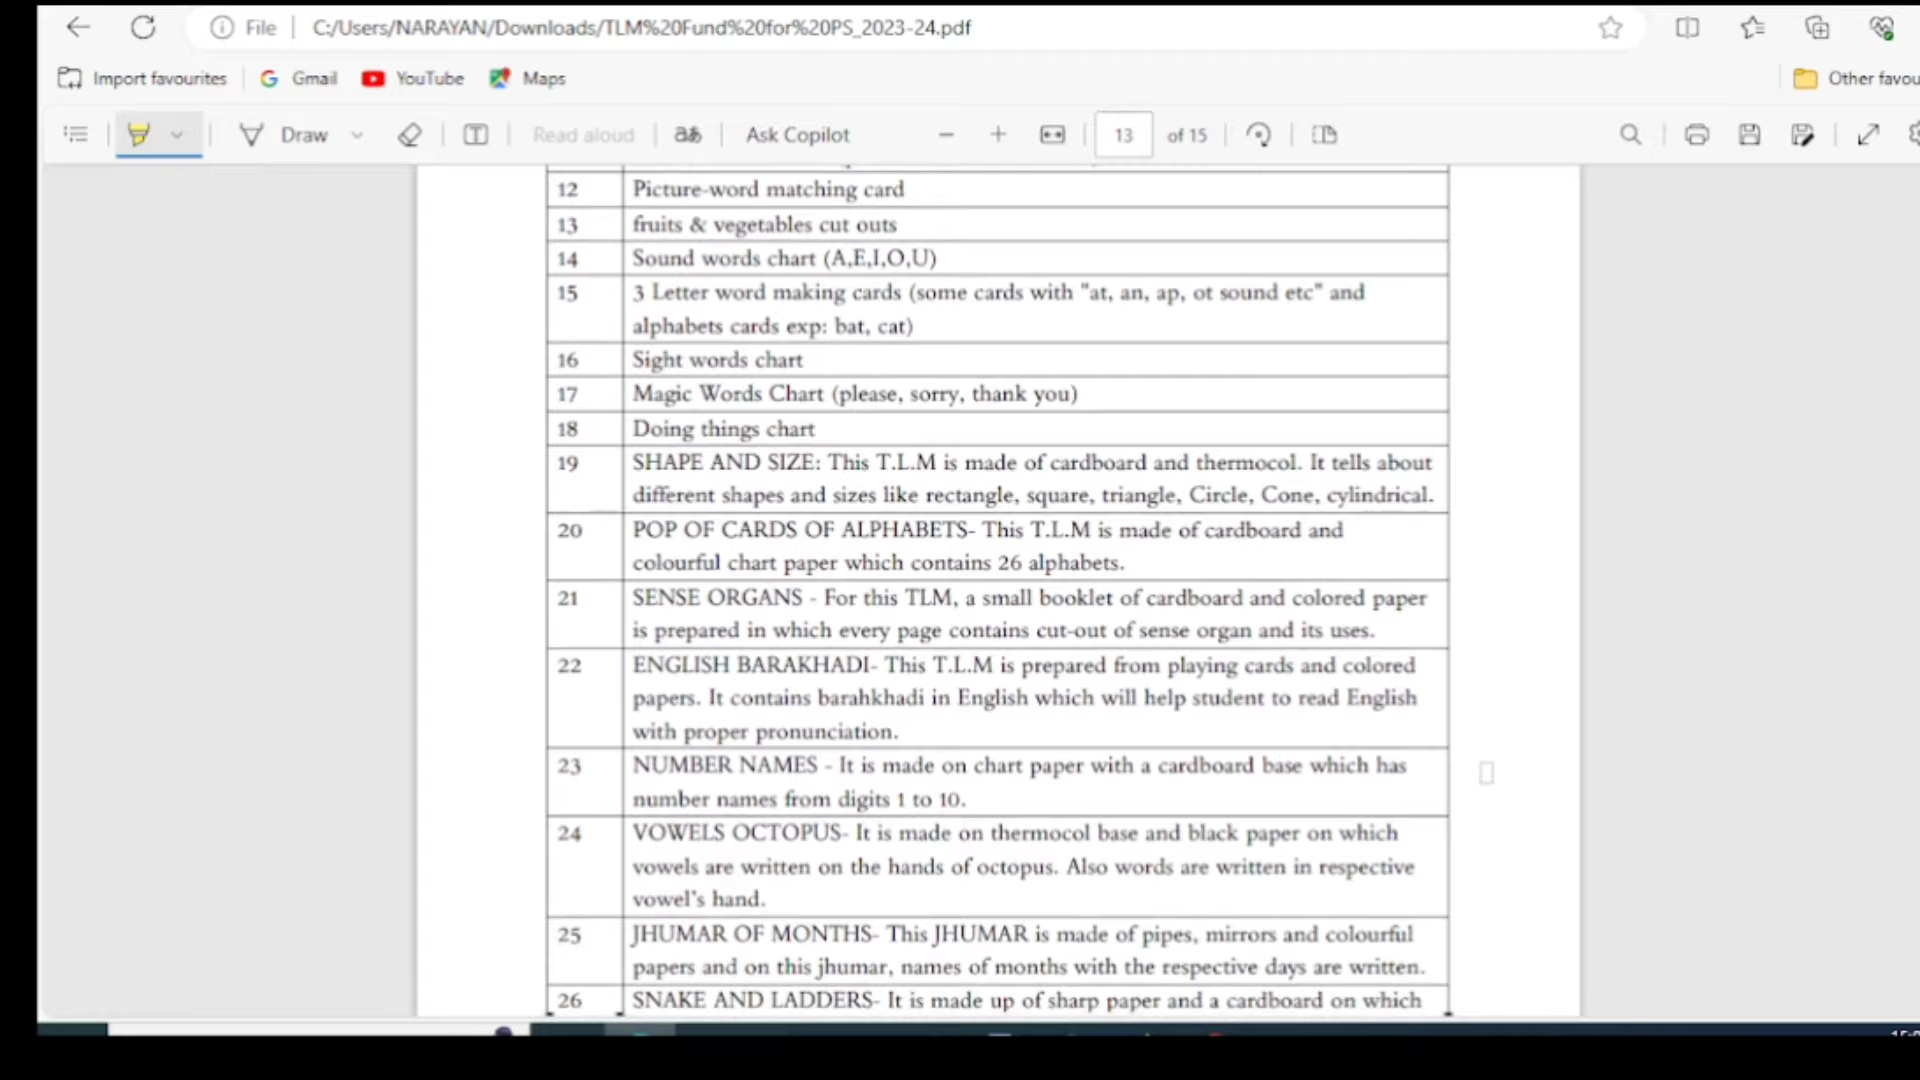 File
C:/Users/NARAYAN/Downloads/TLM%20Fund%20for%20PS_2023-24.pdf
Import favourites
Gmail
YouTube
Maps
Other favou
Draw
Read aloud
aあ
Ask Copilot
13 of 15
12 Picture-word matching card
13 fruits & vegetables cut outs
14 Sound words chart (A,E,I,O,U)
15 3 Letter word making cards (some cards with "at, an, ap, ot sound etc" and
alphabets cards exp: bat, cat)
16 Sight words chart
17 Magic Words Chart (please, sorry, thank you)
18 Doing things chart
19 SHAPE AND SIZE: This T.L.M is made of cardboard and thermocol. It tells about
different shapes and sizes like rectangle, square, triangle, Circle, Cone, cylindrical.
20 POP OF CARDS OF ALPHABETS- This T.L.M is made of cardboard and
colourful chart paper which contains 26 alphabets.
21 SENSE ORGANS - For this TLM, a small booklet of cardboard and colored paper
is prepared in which every page contains cut-out of sense organ and its uses.
22 ENGLISH BARAKHADI- This T.L.M is prepared from playing cards and colored
papers. It contains barahkhadi in English which will help student to read English
with proper pronunciation.
23 NUMBER NAMES - It is made on chart paper with a cardboard base which has
number names from digits 1 to 10.
24 VOWELS OCTOPUS- It is made on thermocol base and black paper on which
vowels are written on the hands of octopus. Also words are written in respective
vowel's hand.
25 JHUMAR OF MONTHS- This JHUMAR is made of pipes, mirrors and colourful
papers and on this jhumar, names of months with the respective days are written.
26 SNAKE AND LADDERS- It is made up of sharp paper and a cardboard on which